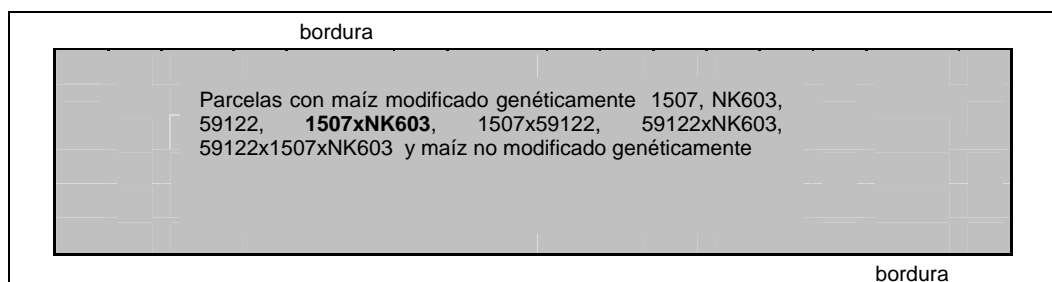 bordura
Parcelas con maíz modificado genéticamente 1507, NK603,
59122, 1507xNK603, 1507x59122, 59122xNK603,
59122x1507xNK603 y maíz no modificado genéticamente
bordura